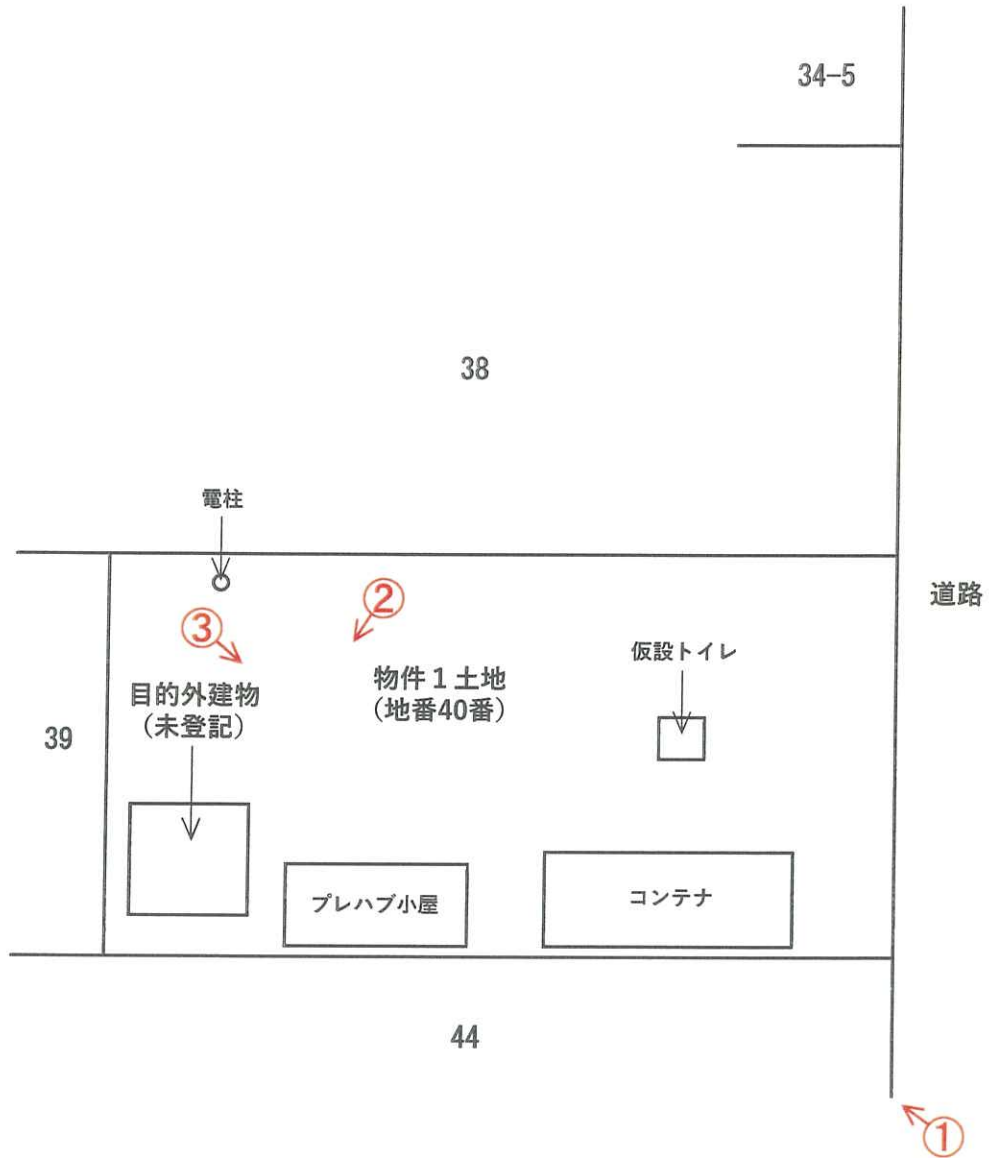 34-5
38
電柱
道路
②
③
仮設トイレ
物件1土地
(地番40番)
目的外建物
(未登記)
39
プレハブ小屋
コンテナ
44
①